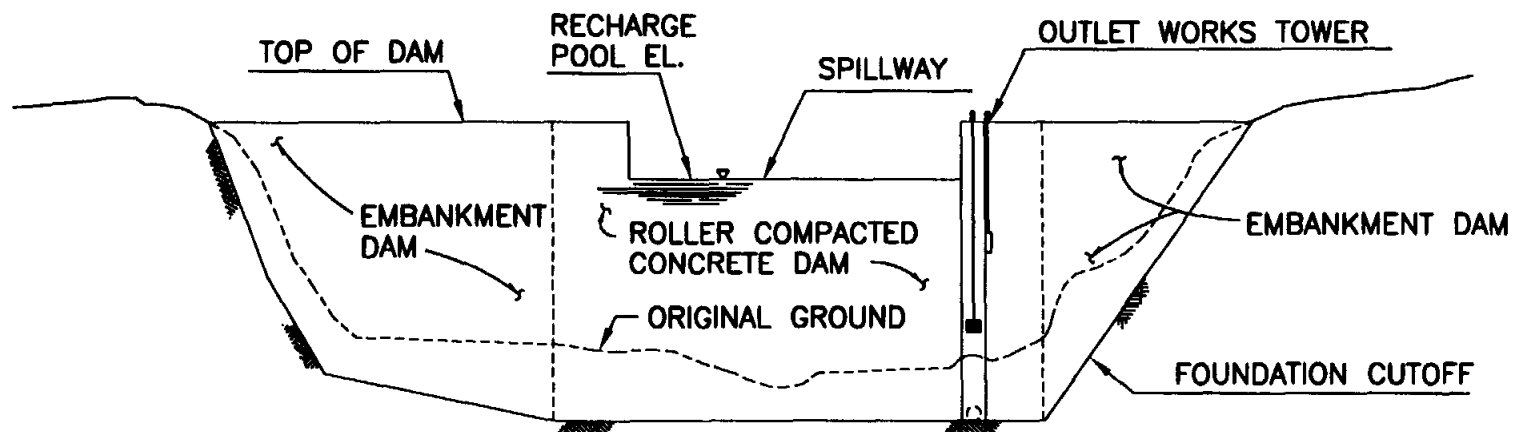 TOP OF DAM
RECHARGE
POOL EL.
SPILLWAY
OUTLET WORKS TOWER
EMBANKMENT
DAM
ROLLER COMPACTED
CONCRETE DAM
EMBANKMENT DAM
ORIGINAL GROUND
FOUNDATION CUTOFF